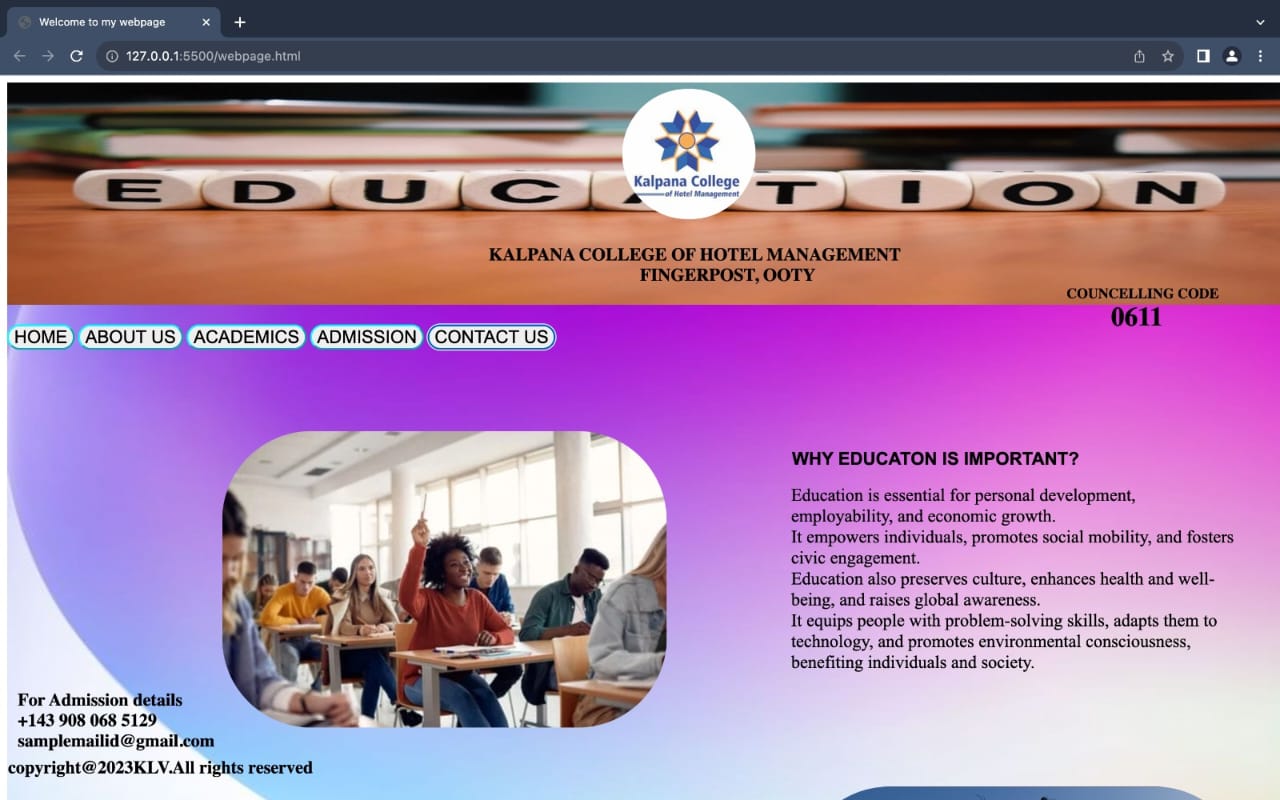 Welcome to my webpage
127.0.0.1:5500/webpage.html
EDUCATION
Kalpana College
of Hotel Management
KALPANA COLLEGE OF HOTEL MANAGEMENT
FINGERPOST, OOTY
COUNCELLING CODE
0611
HOME ABOUT US ACADEMICS ADMISSION CONTACT US
WHY EDUCATON IS IMPORTANT?
Education is essential for personal development,
employability, and economic growth.
It empowers individuals, promotes social mobility, and fosters
civic engagement.
Education also preserves culture, enhances health and well-
being, and raises global awareness.
It equips people with problem-solving skills, adapts them to
technology, and promotes environmental consciousness,
benefiting individuals and society.
For Admission details
+143 908 068 5129
samplemailid@gmail.com
copyright@2023KLV.All rights reserved